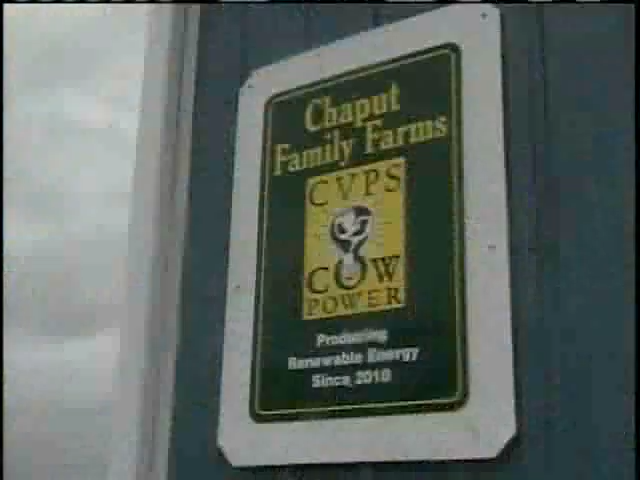 Chaput
Family Farms
CVPS
COW
POWER
Producing
Renewable Energy
Since 2010